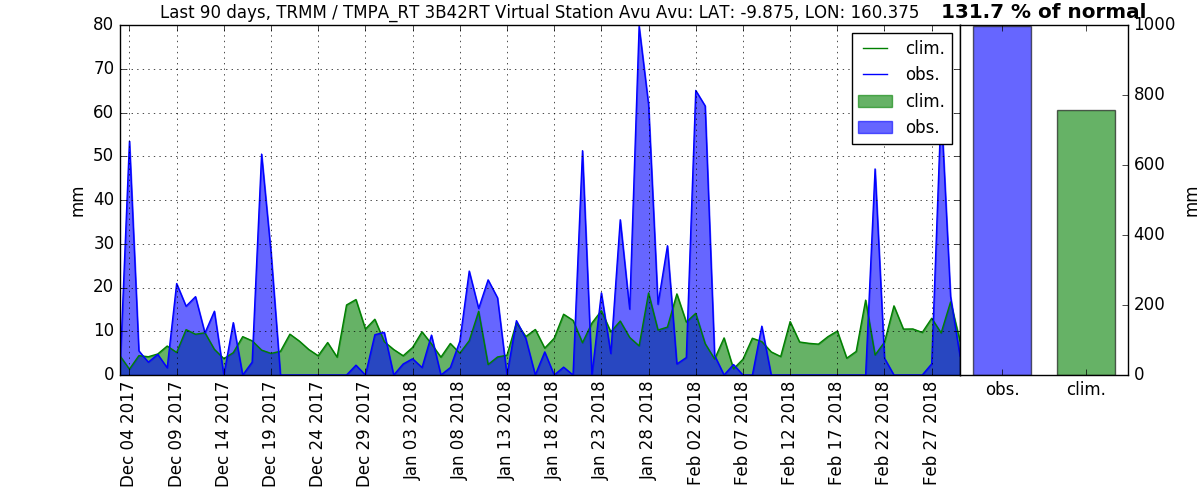 Last 90 days, TRMM / TMPA_RT 3B42RT Virtual Station Avu Avu: LAT: -9.875, LON: 160.375
131.7 % of normal
80
70
60
50
40
30
20
10
0
mm
clim.
obs.
clim.
obs.
Dec 04 2017
Dec 09 2017
Dec 14 2017
Dec 19 2017
Dec 24 2017
Dec 29 2017
Jan 03 2018
Jan 08 2018
Jan 13 2018
Jan 18 2018
Jan 23 2018
Jan 28 2018
Feb 02 2018
Feb 07 2018
Feb 12 2018
Feb 17 2018
Feb 22 2018
Feb 27 2018
1000
800
600
400
200
0
mm
obs.
clim.